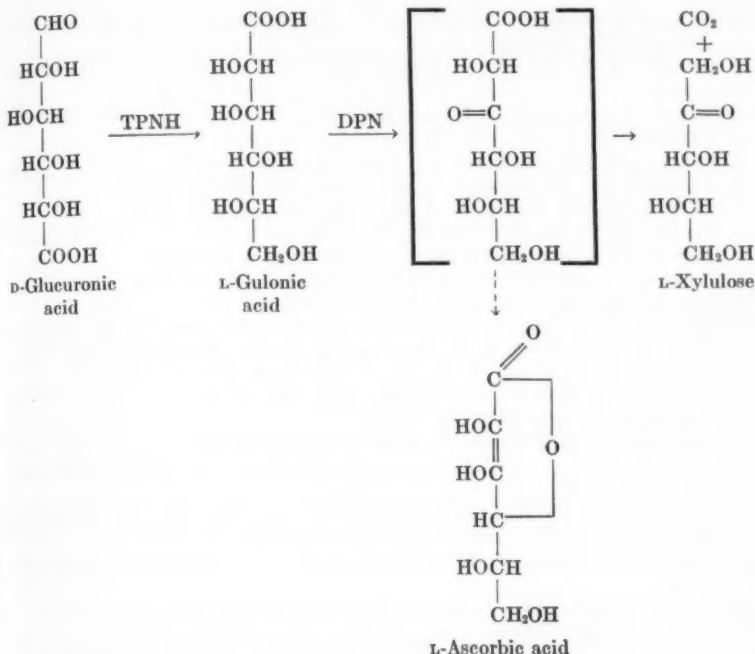 CHO
HCOH
HOCH
HCOH
HCOH
COOH
D-Glucuronic
acid
TPNH
COOH
HOCH
HOCH
HCOH
HOCH
CH₂OH
L-Gulonic
acid
DPN
COOH
HOCH
O=C
HCOH
HOCH
CH₂OH
CO₂
+
CH₂OH
C=O
HCOH
HOCH
CH₂OH
L-Xylulose
O
C
HOC
O
HOC
HC
HOCH
CH₂OH
L-Ascorbic acid